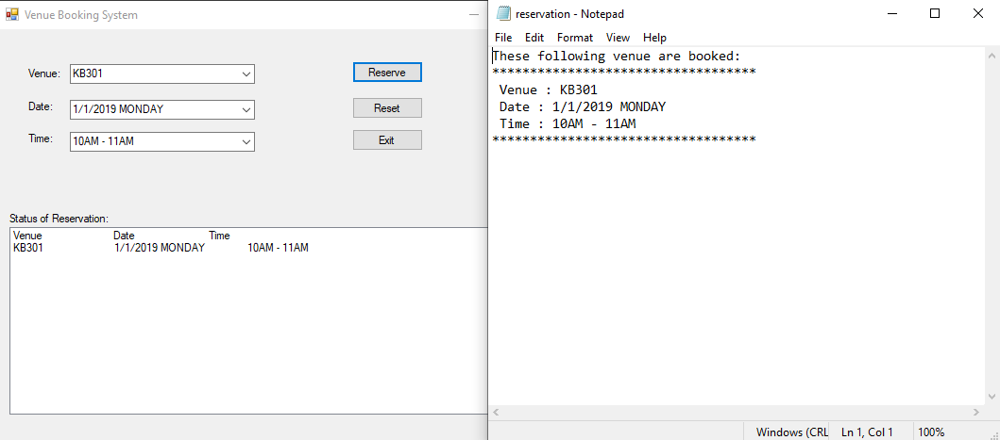 Venue Booking System
Venue: KB301 Reserve
Date: 1/1/2019 MONDAY Reset
Time: 10AM - 11AM Exit
Status of Reservation:
Venue Date Time
KB301 1/1/2019 MONDAY 10AM - 11AM
reservation - Notepad
File Edit Format View Help
These following venue are booked:
***********************************
Venue : KB301
Date : 1/1/2019 MONDAY
Time : 10AM - 11AM
***********************************
Windows (CRL Ln 1, Col 1 100%